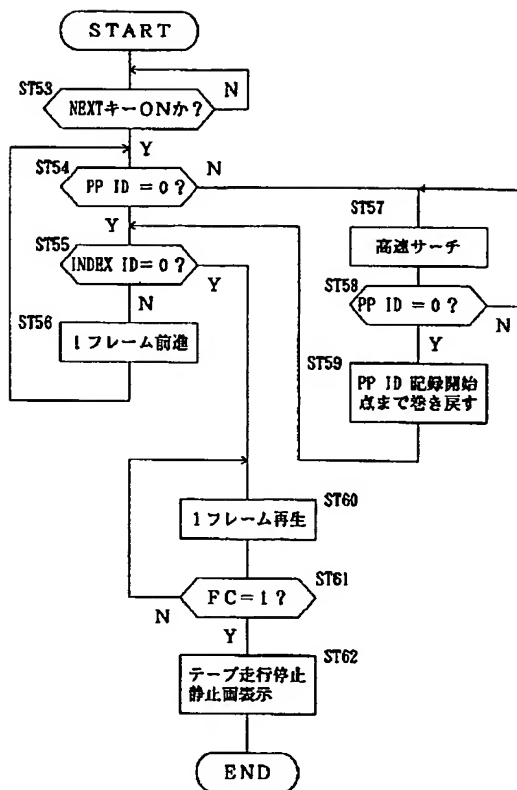 START
ST53
NEXTキーONか?
N
Y
ST54
PP ID=0?
N
Y
ST55
INDEX ID=0?
Y
N
ST56
1フレーム前進
ST57
高速サーチ
ST58
PP ID=0?
N
Y
ST59
PP ID 記録開始
点まで巻き戻す
ST60
1フレーム再生
ST61
FC=1?
N
Y
ST62
テープ走行停止
静止画表示
END